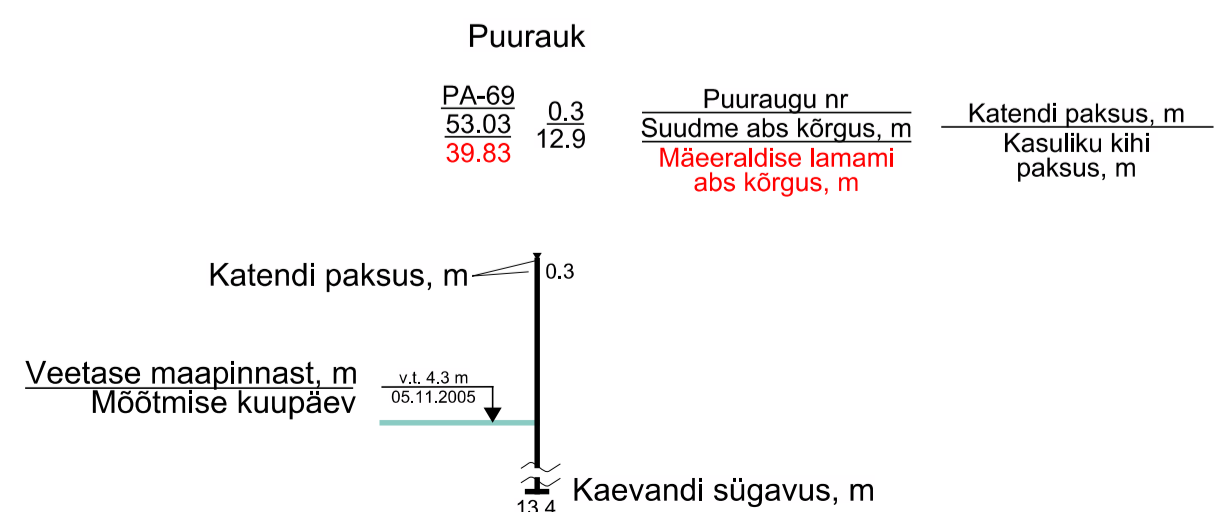 Puurauk
PA-69
53.03
39.83
0.3
12.9
Puuraugu nr
Suudme abs kõrgus, m
Mäeeraldise lamami
abs kõrgus, m
Katendi paksus, m
Kasuliku kihi
paksus, m
Katendi paksus, m
0.3
Veetase maapinnast, m
Mõõtmise kuupäev
v.t. 4.3 m
05.11.2005
Kaevandi sügavus, m
13.4